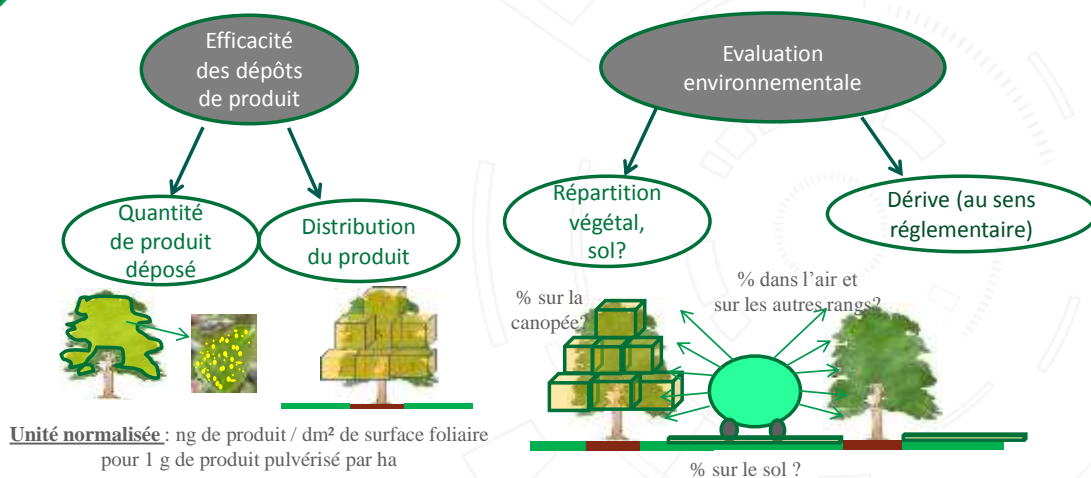 Efficacité
des dépôts
de produit
Evaluation
environnementale
Quantité
de produit
déposé
Distribution
du produit
Répartition
végétal,
sol?
Dérive (au sens
réglementaire)
% sur la
canopée?
% dans l’air et
sur les autres rangs?
Unité normalisée : ng de produit / dm² de surface foliaire
pour 1 g de produit pulvérisé par ha
% sur le sol ?